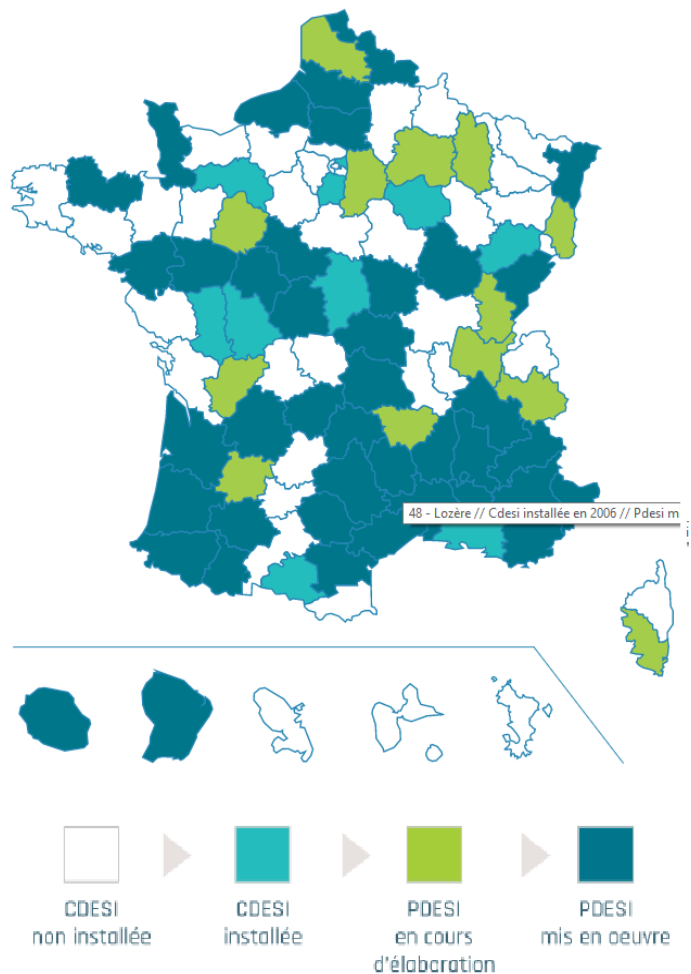 48 - Lozère // Cdesi installée en 2006 // Pdesi m
CDESI
non installée
CDESI
installée
PDESI
en cours
d'élaboration
PDESI
mis en oeuvre